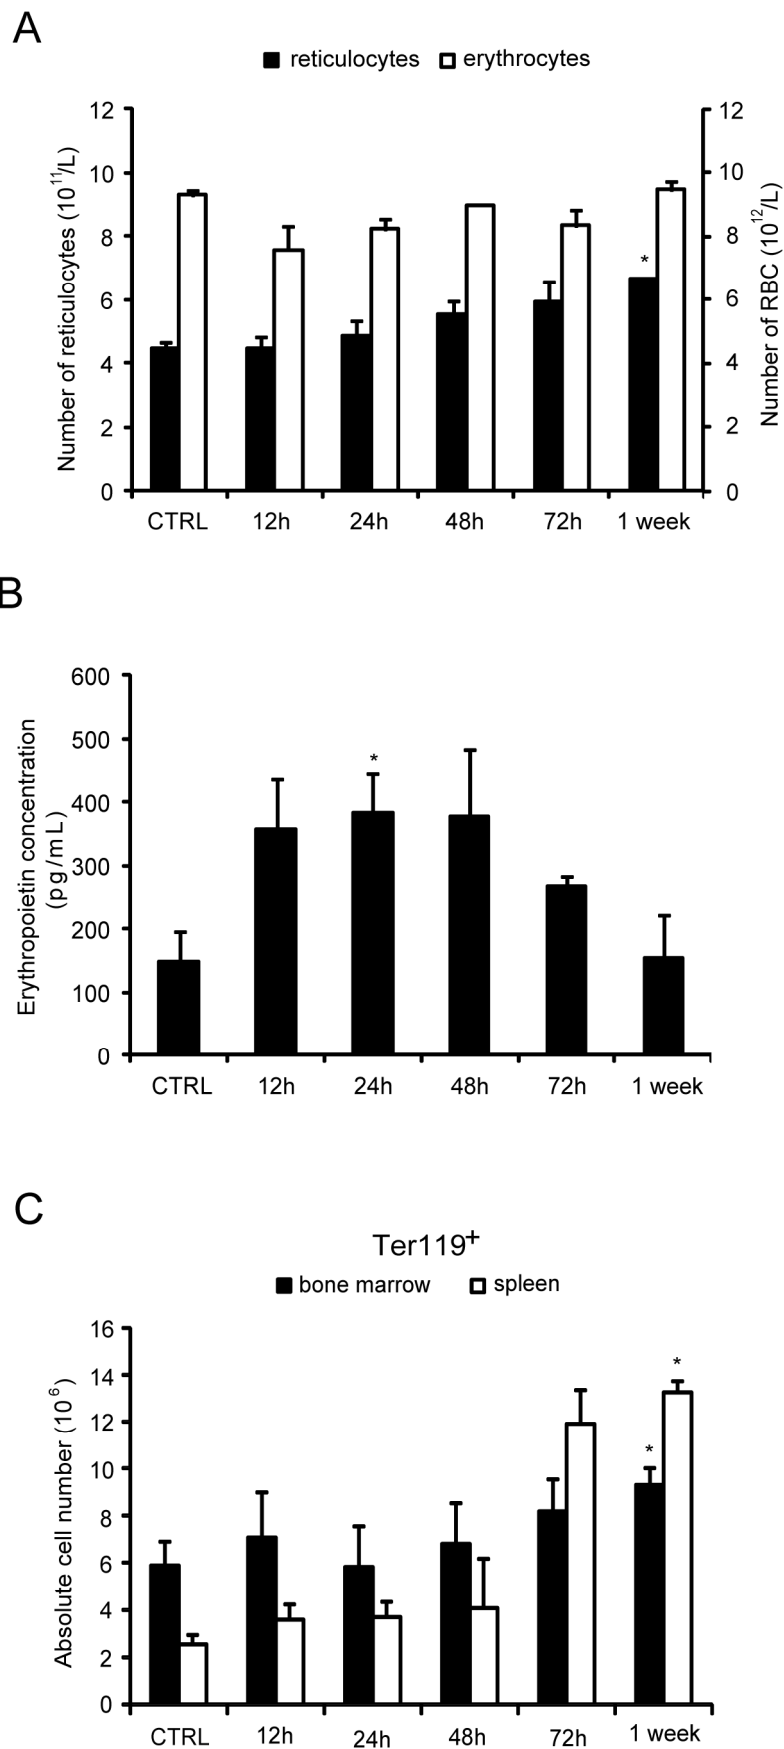 A
reticulocytes erythrocytes
Number of reticulocytes (10^11/L)
12 12
10 10
8 8
6 6
4 4
2 2
0 0
Number of RBC (10^12/L)
*
CTRL 12h 24h 48h 72h 1 week
B
Erythropoietin concentration
(pg/mL)
600
500
400
300
200
100
0
*
CTRL 12h 24h 48h 72h 1 week
C
Ter119+
bone marrow spleen
Absolute cell number (10^6)
16
14
12
10
8
6
4
2
0
* *
CTRL 12h 24h 48h 72h 1 week